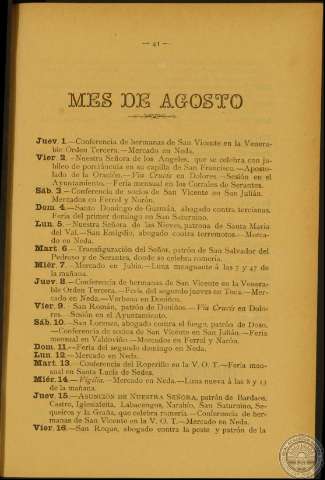 — 41 —
MES DE AGOSTO
Juev. 1.—Conferencia de hermanas de San Vicente en la Venera-
ble Orden Tercera.—Mercado en Neda.
Vier. 2.—Nuestra Señora de los Angeles, que se celebra con ju-
bileo de porciúncula en su capilla de San Francisco.—Aposto-
lado de la Oración.—Via Crucis en Dolores.—Sesión en el
Ayuntamiento.—Feria mensual en los Corrales de Serantes.
Sáb. 3.—Conferencia de socios de San Vicente en San Julián.
Mercados en Ferrol y Narón.
Dom. 4.—Santo Domingo de Guzmán, abogado contra tercianas.
Feria del primer domingo en San Saturnino.
Lun. 5.—Nuestra Señora de las Nieves, patrona de Santa María
del Val.—San Emigdio, abogado contra terremotos.—Merca-
do en Neda.
Mart. 6.—Transfiguración del Señor, patrón de San Salvador del
Pedroso y de Serantes, donde se celebra romería.
Miér. 7.—Mercado en Jubia.—Luna menguante á las 7 y 47 de
la mañana.
Juev. 8.—Conferencia de hermanas de San Vicente en la Venera-
ble Orden Tercera.—Feria del segundo jueves en Moeche.—Mer-
cado en Neda.—Verbena en Doniños.
Vier. 9.—San Román, patrón de Doniños.—Via Crucis en Dolo-
res.—Sesión en el Ayuntamiento.
Sáb. 10.—San Lorenzo, abogado contra el fuego, patrón de Doso.
—Conferencia de socios de San Vicente en San Julián.—Feria
mensual en Valdoviño.—Mercados en Ferrol y Narón.
Dom. 11.—Feria del segundo domingo en Neda.
Lun. 12.—Mercado en Neda.
Mart. 13.—Conferencia del Roperillo en la V. O. T.—Feria men-
sual en Santa Lucía de Sedes.
Miér. 14.—Vigilia.—Mercado en Neda.—Luna nueva á las 8 y 13
de la mañana.
Juev. 15.—ASUNCIÓN DE NUESTRA SEÑORA, patrón de Bardaos,
Castro, Iglesiafeita, Labacengos, Narahío, San Saturnino, Se-
queiros y la Graña, que celebra romería.—Conferencia de her-
manas de San Vicente en la V. O. T.—Mercado en Neda.
Vier. 16.—San Roque, abogado contra la peste y patrón de la